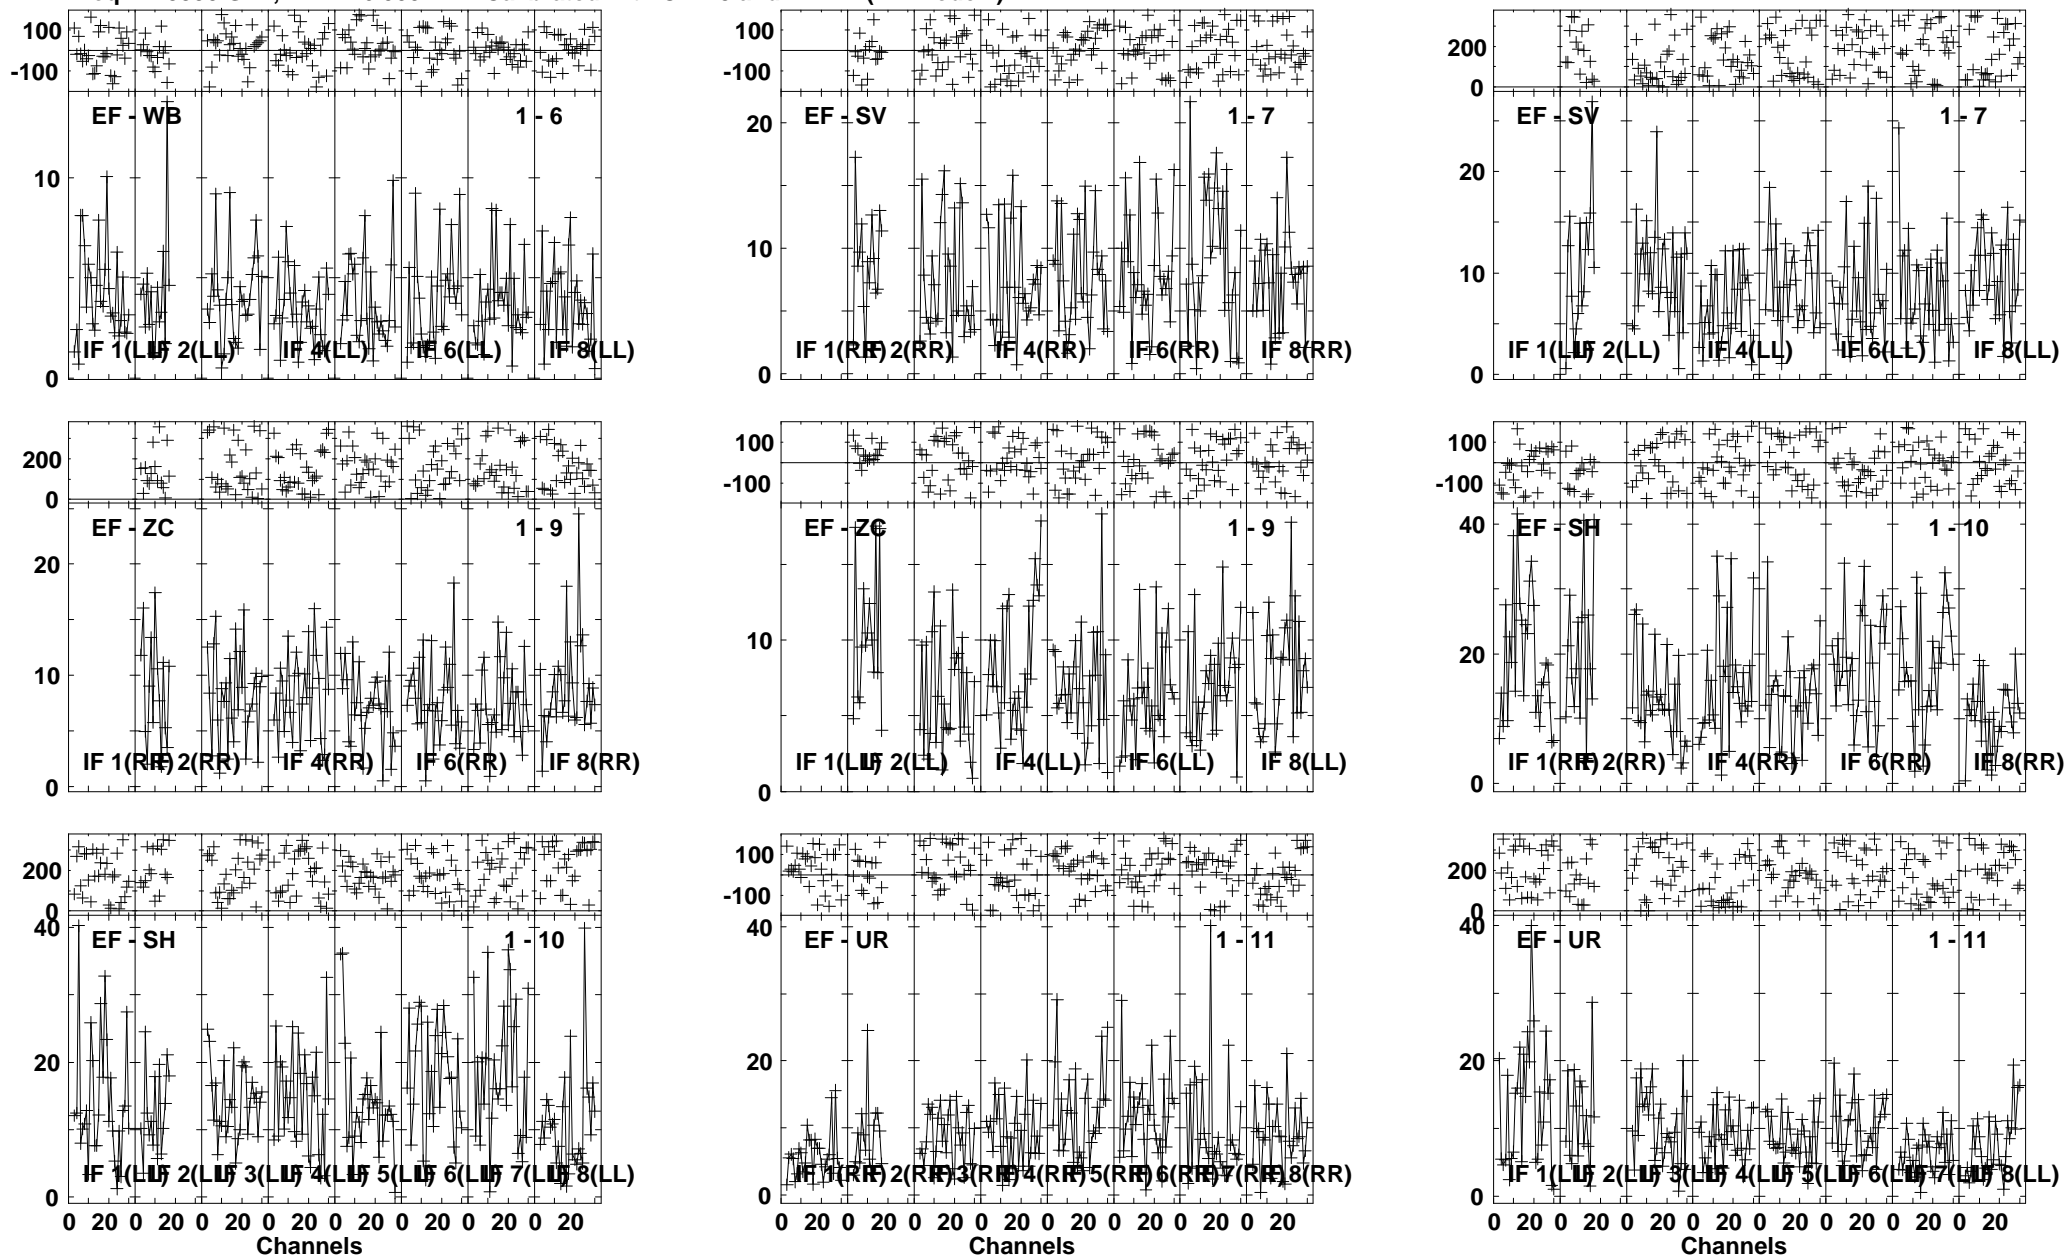 100
-100
EF - WB 1 - 6
10
0
IF 1(LL) IF 2(LL) IF 4(LL) IF 6(LL) IF 8(LL)
100
-100
EF - SV 1 - 7
20
10
0
IF 1(RR) IF 2(RR) IF 4(RR) IF 6(RR) IF 8(RR)
200
0
EF - SV 1 - 7
20
10
0
IF 1(LL) IF 2(LL) IF 4(LL) IF 6(LL) IF 8(LL)
200
0
EF - ZC 1 - 9
20
10
0
IF 1(RR) IF 2(RR) IF 4(RR) IF 6(RR) IF 8(RR)
100
-100
EF - ZC 1 - 9
10
0
IF 1(LL) IF 2(LL) IF 4(LL) IF 6(LL) IF 8(LL)
100
-100
EF - SH 1 - 10
40
20
0
IF 1(RR) IF 2(RR) IF 4(RR) IF 6(RR) IF 8(RR)
200
0
EF - SH 1 - 10
40
20
0
IF 1(LL) IF 2(LL) IF 3(LL) IF 4(LL) IF 5(LL) IF 6(LL) IF 7(LL) IF 8(LL)
0 20 0 20 0 20 0 20 0 20 0 20 0 20 0 20
Channels
100
-100
EF - UR 1 - 11
40
20
0
IF 1(RR) IF 2(RR) IF 3(RR) IF 4(RR) IF 5(RR) IF 6(RR) IF 7(RR) IF 8(RR)
0 20 0 20 0 20 0 20 0 20 0 20 0 20 0 20
Channels
200
0
EF - UR 1 - 11
40
20
0
IF 1(LL) IF 2(LL) IF 3(LL) IF 4(LL) IF 5(LL) IF 6(LL) IF 7(LL) IF 8(LL)
0 20 0 20 0 20 0 20 0 20 0 20 0 20 0 20
Channels